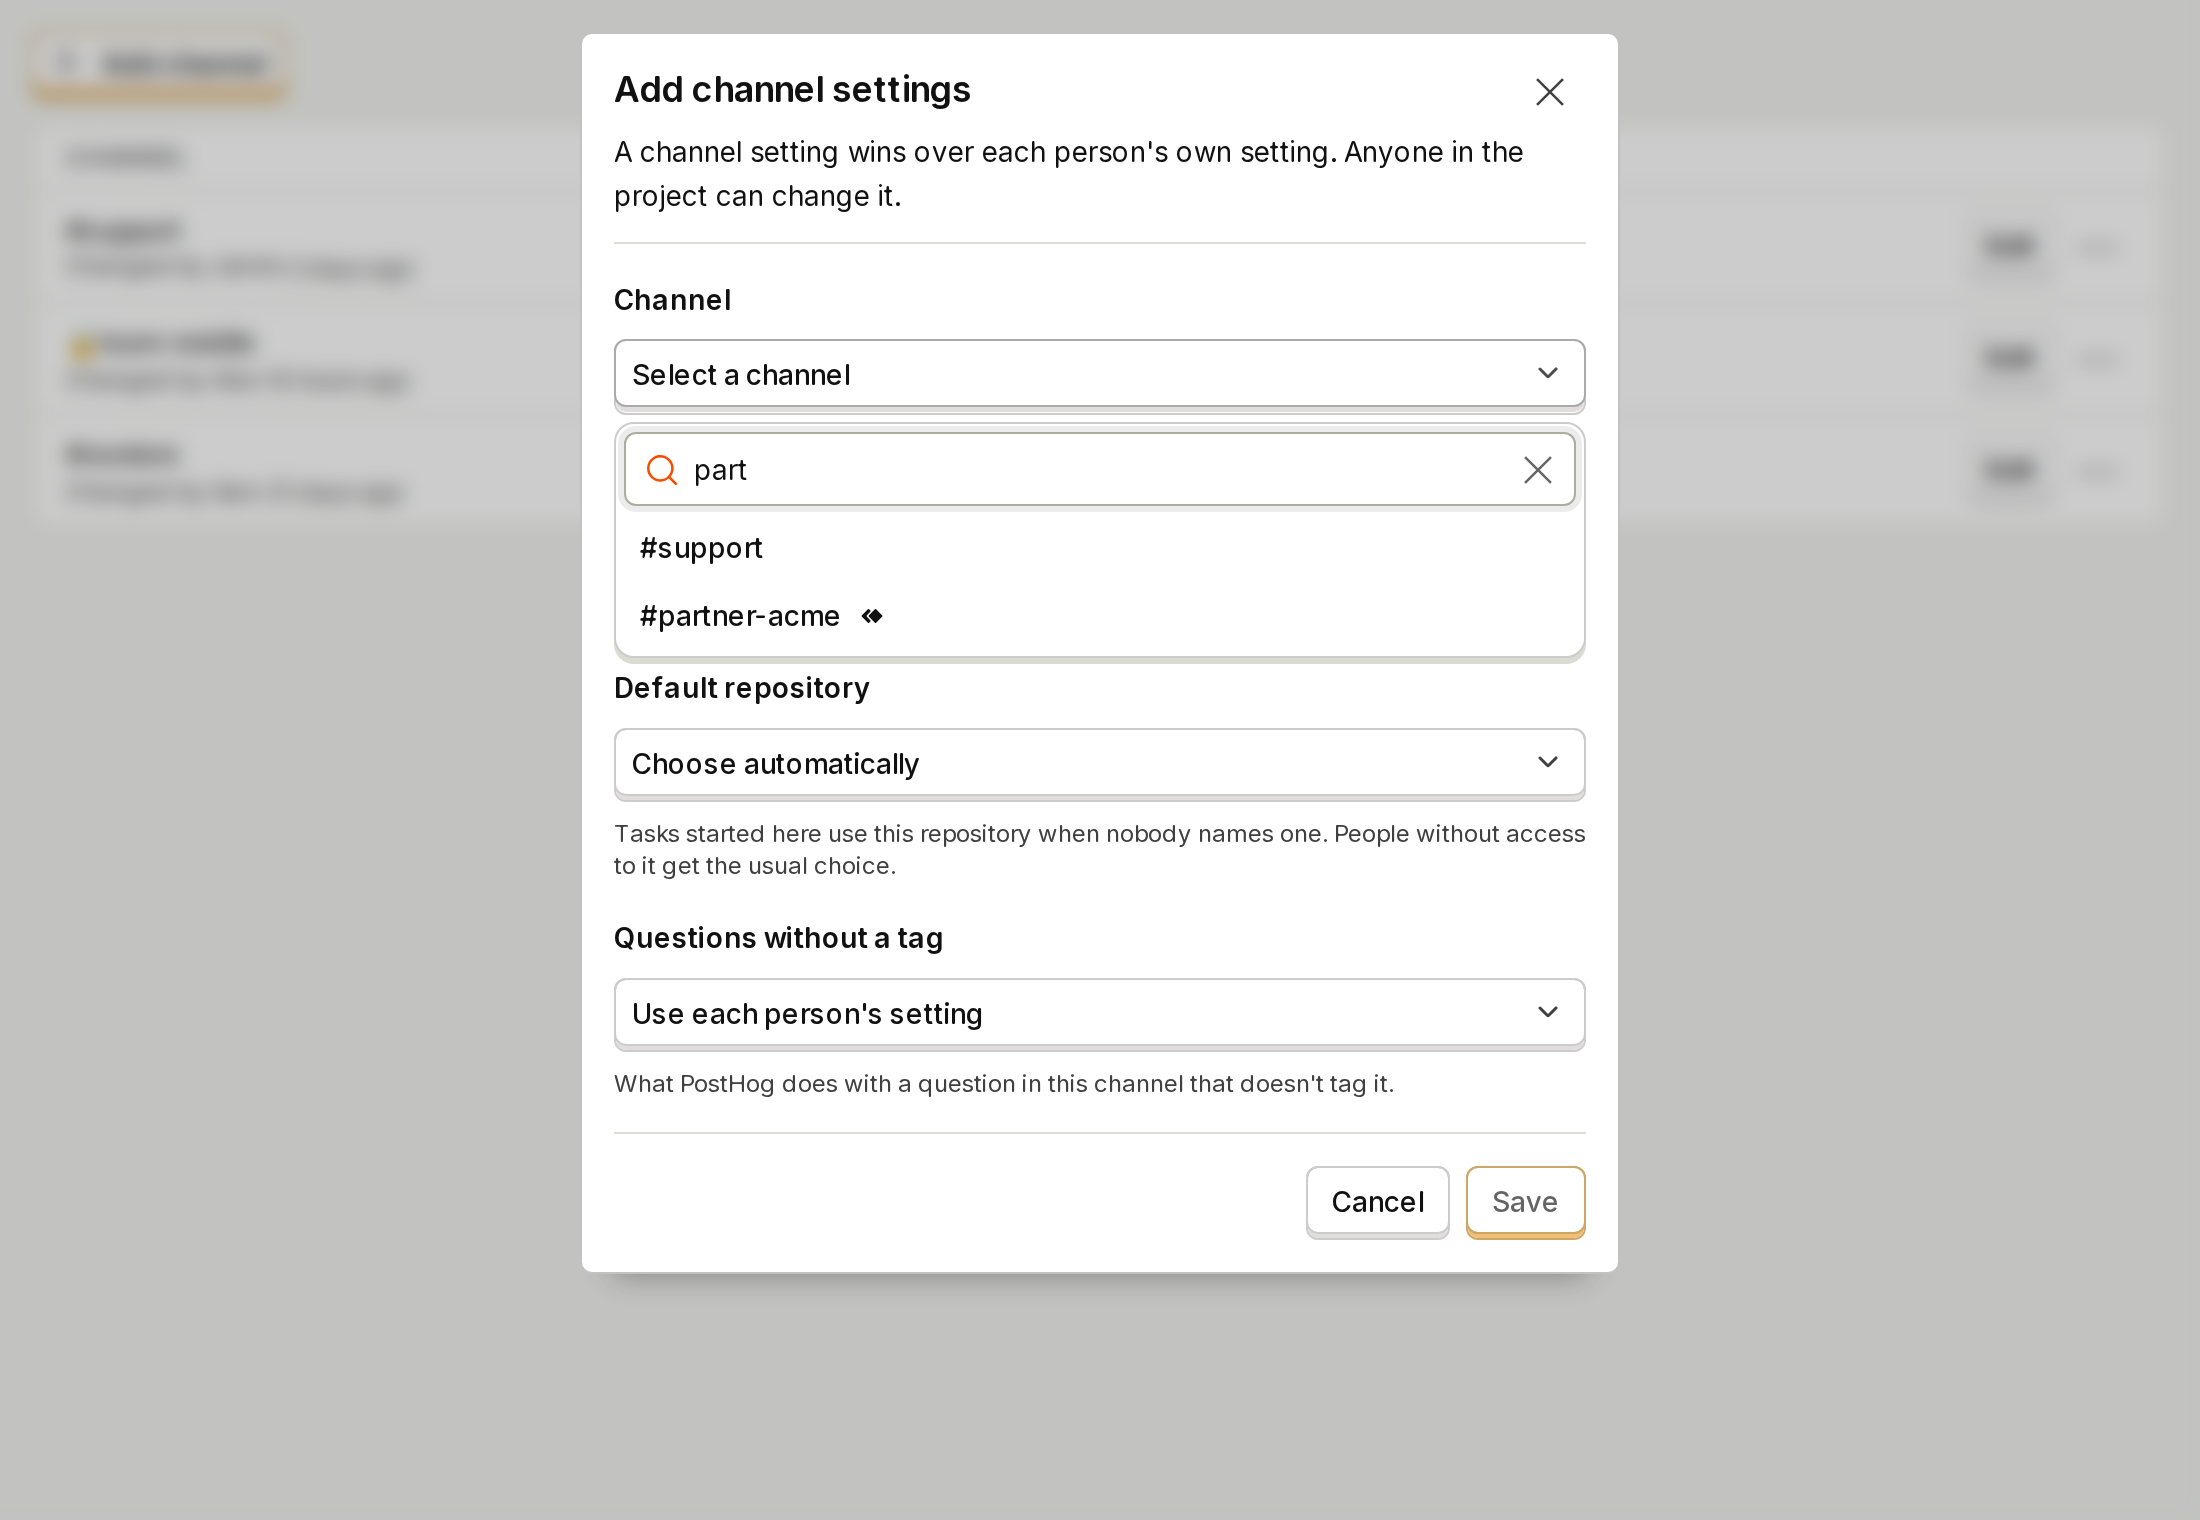 Add channel
CHANNEL
Add channel settings
A channel setting wins over each person's own setting. Anyone in the
project can change it.
Channel
Select a channel
part
#support
#partner-acme
Default repository
Choose automatically
Tasks started here use this repository when nobody names one. People without access
to it get the usual choice.
Questions without a tag
Use each person's setting
What PostHog does with a question in this channel that doesn't tag it.
Cancel
Save